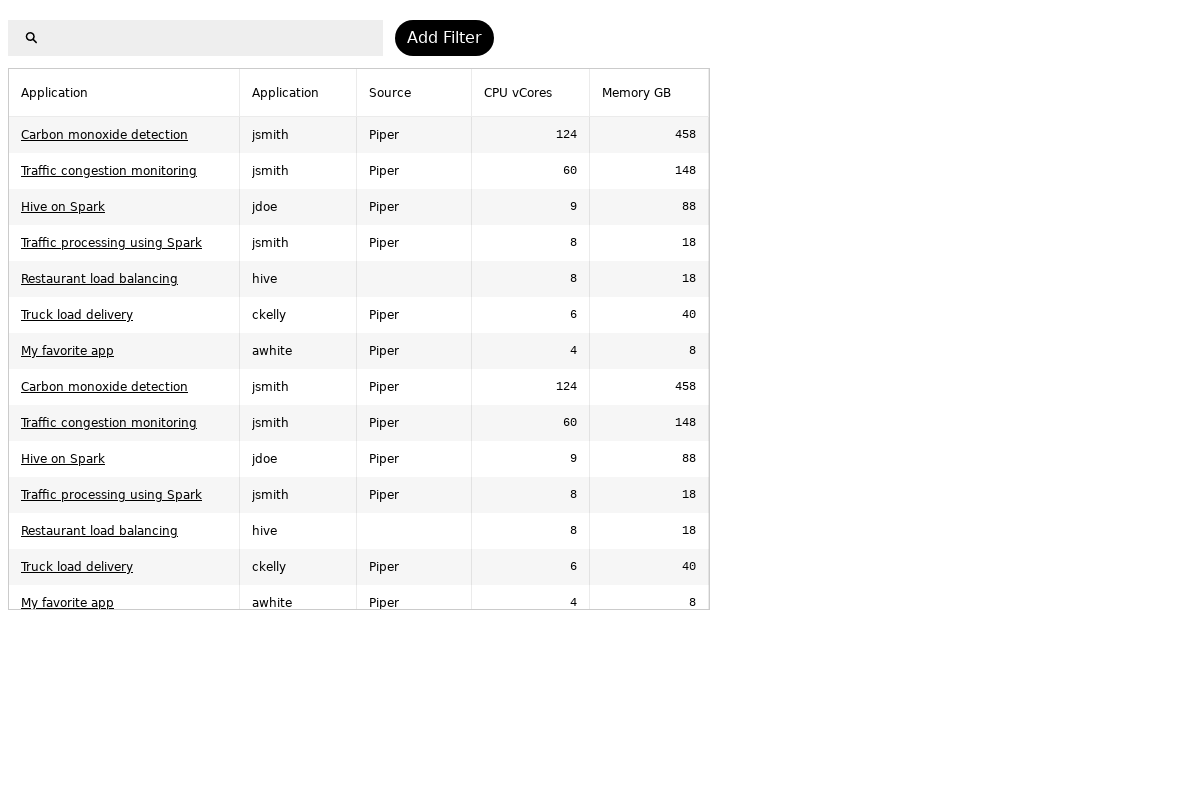 Add Filter
Application Application Source CPU vCores Memory GB
Carbon monoxide detection jsmith Piper 124 458
Traffic congestion monitoring jsmith Piper 60 148
Hive on Spark jdoe Piper 9 88
Traffic processing using Spark jsmith Piper 8 18
Restaurant load balancing hive 8 18
Truck load delivery ckelly Piper 6 40
My favorite app awhite Piper 4 8
Carbon monoxide detection jsmith Piper 124 458
Traffic congestion monitoring jsmith Piper 60 148
Hive on Spark jdoe Piper 9 88
Traffic processing using Spark jsmith Piper 8 18
Restaurant load balancing hive 8 18
Truck load delivery ckelly Piper 6 40
My favorite app awhite Piper 4 8